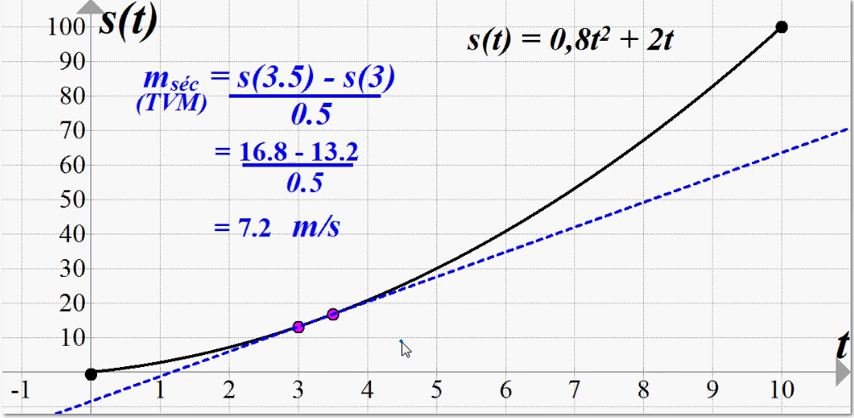 s(t)
s(t) = 0,8t² + 2t
m séc = s(3.5) - s(3)
(TVM)
0.5
= 16.8 - 13.2
0.5
= 7.2 m/s
100
90
80
70
60
50
40
30
20
10
t
-1 1 2 3 4 5 6 7 8 9 10